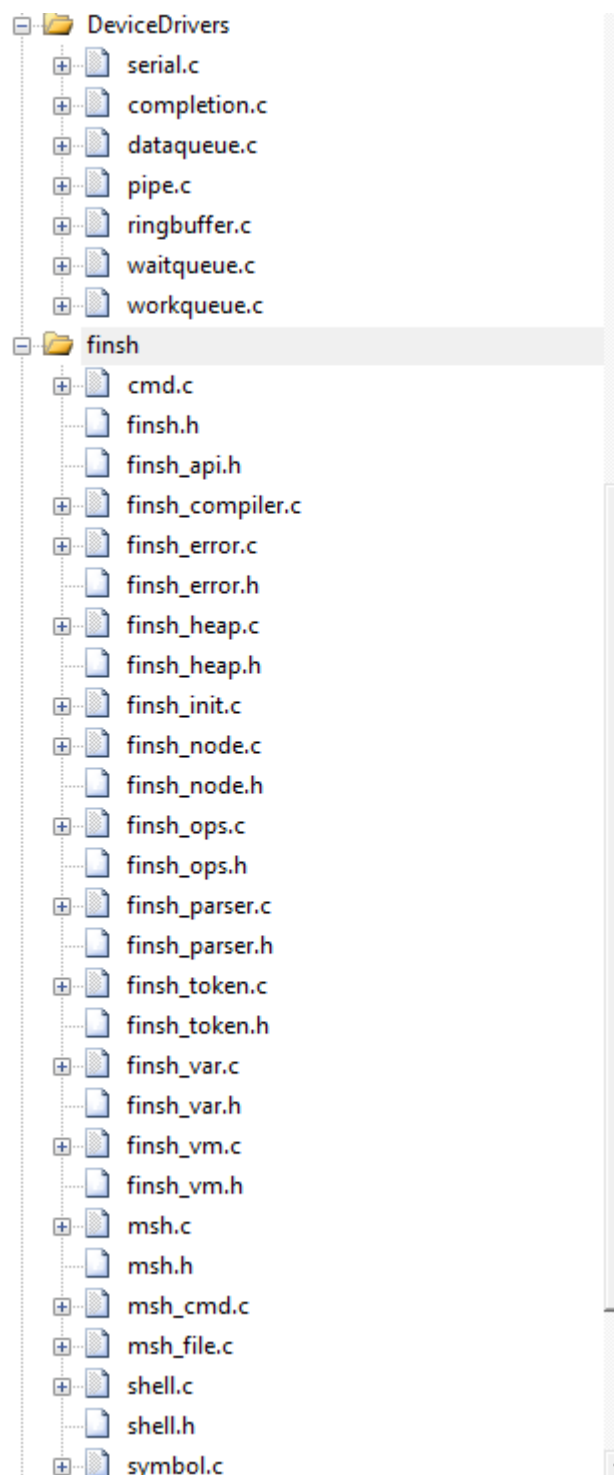 DeviceDrivers
serial.c
completion.c
dataqueue.c
pipe.c
ringbuffer.c
waitqueue.c
workqueue.c
finsh
cmd.c
finsh.h
finsh_api.h
finsh_compiler.c
finsh_error.c
finsh_error.h
finsh_heap.c
finsh_heap.h
finsh_init.c
finsh_node.c
finsh_node.h
finsh_ops.c
finsh_ops.h
finsh_parser.c
finsh_parser.h
finsh_token.c
finsh_token.h
finsh_var.c
finsh_var.h
finsh_vm.c
finsh_vm.h
msh.c
msh.h
msh_cmd.c
msh_file.c
shell.c
shell.h
symbol.c